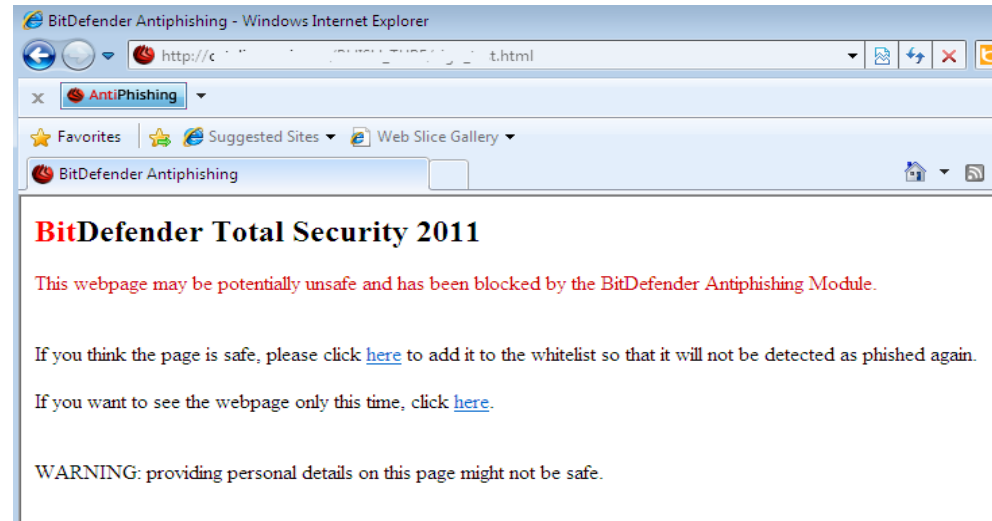 BitDefender Antiphishing - Windows Internet Explorer
http://c
t.html
x AntiPhishing
Favorites Suggested Sites Web Slice Gallery
BitDefender Antiphishing
BitDefender Total Security 2011
This webpage may be potentially unsafe and has been blocked by the BitDefender Antiphishing Module.
If you think the page is safe, please click here to add it to the whitelist so that it will not be detected as phished again.
If you want to see the webpage only this time, click here.
WARNING: providing personal details on this page might not be safe.